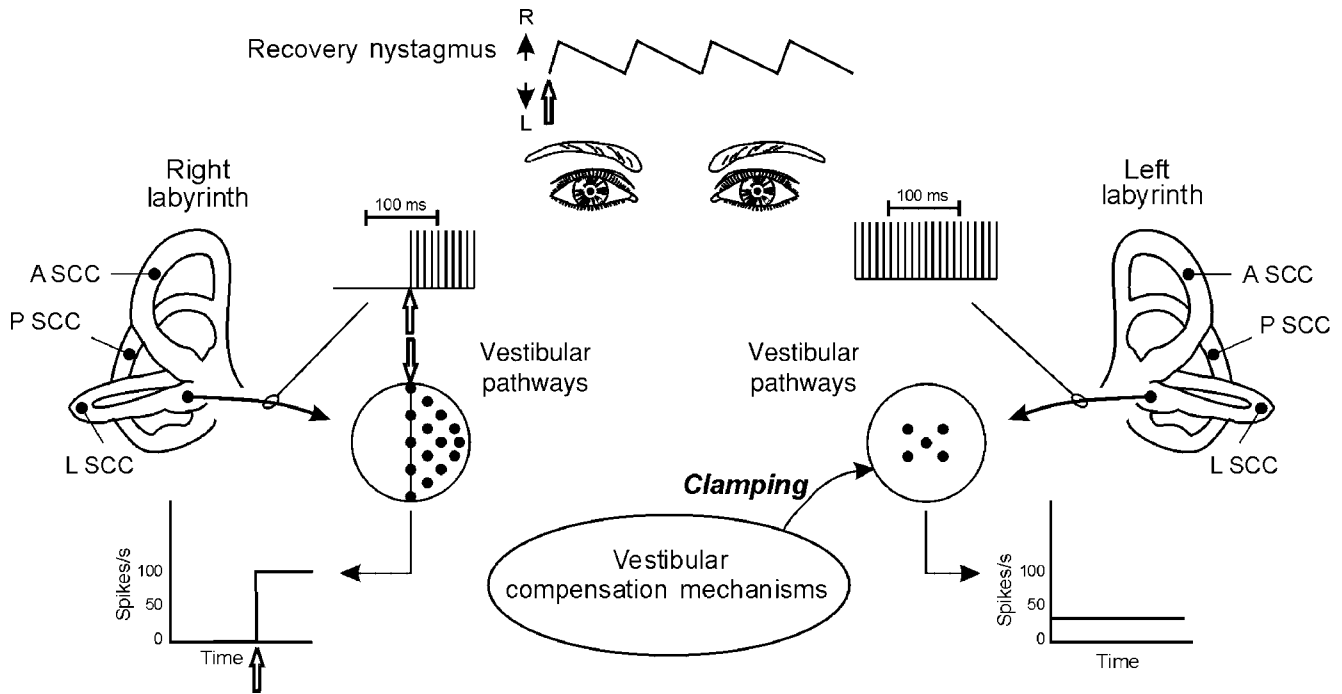 R
Recovery nystagmus
L
Right
labyrinth
100 ms
100 ms
Left
labyrinth
A SCC
P SCC
L SCC
A SCC
P SCC
L SCC
Vestibular
pathways
Vestibular
pathways
Clamping
Vestibular
compensation mechanisms
Spikes/s
100
50
0
Time
Spikes/s
100
50
0
Time